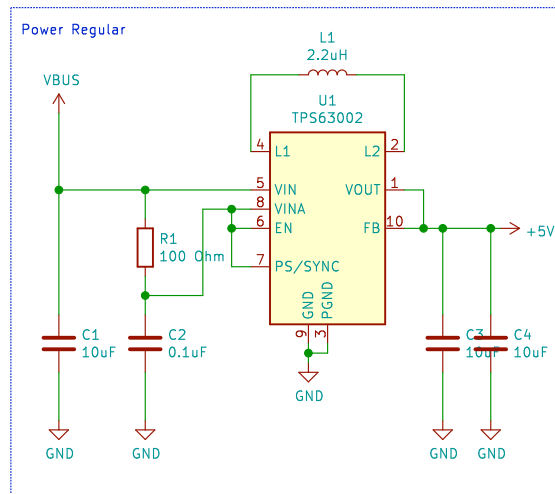 Power Regular
L1
2.2uH
VBUS
U1
TPS63002
4
L1
L2
2
5
VIN
VOUT
1
8
VINA
6
EN
FB
10
+5V
R1
100 Ohm
7
PS/SYNC
GND
PGND
9
3
C1
10uF
C2
0.1uF
C3
10uF
C4
10uF
GND
GND
GND
GND
GND